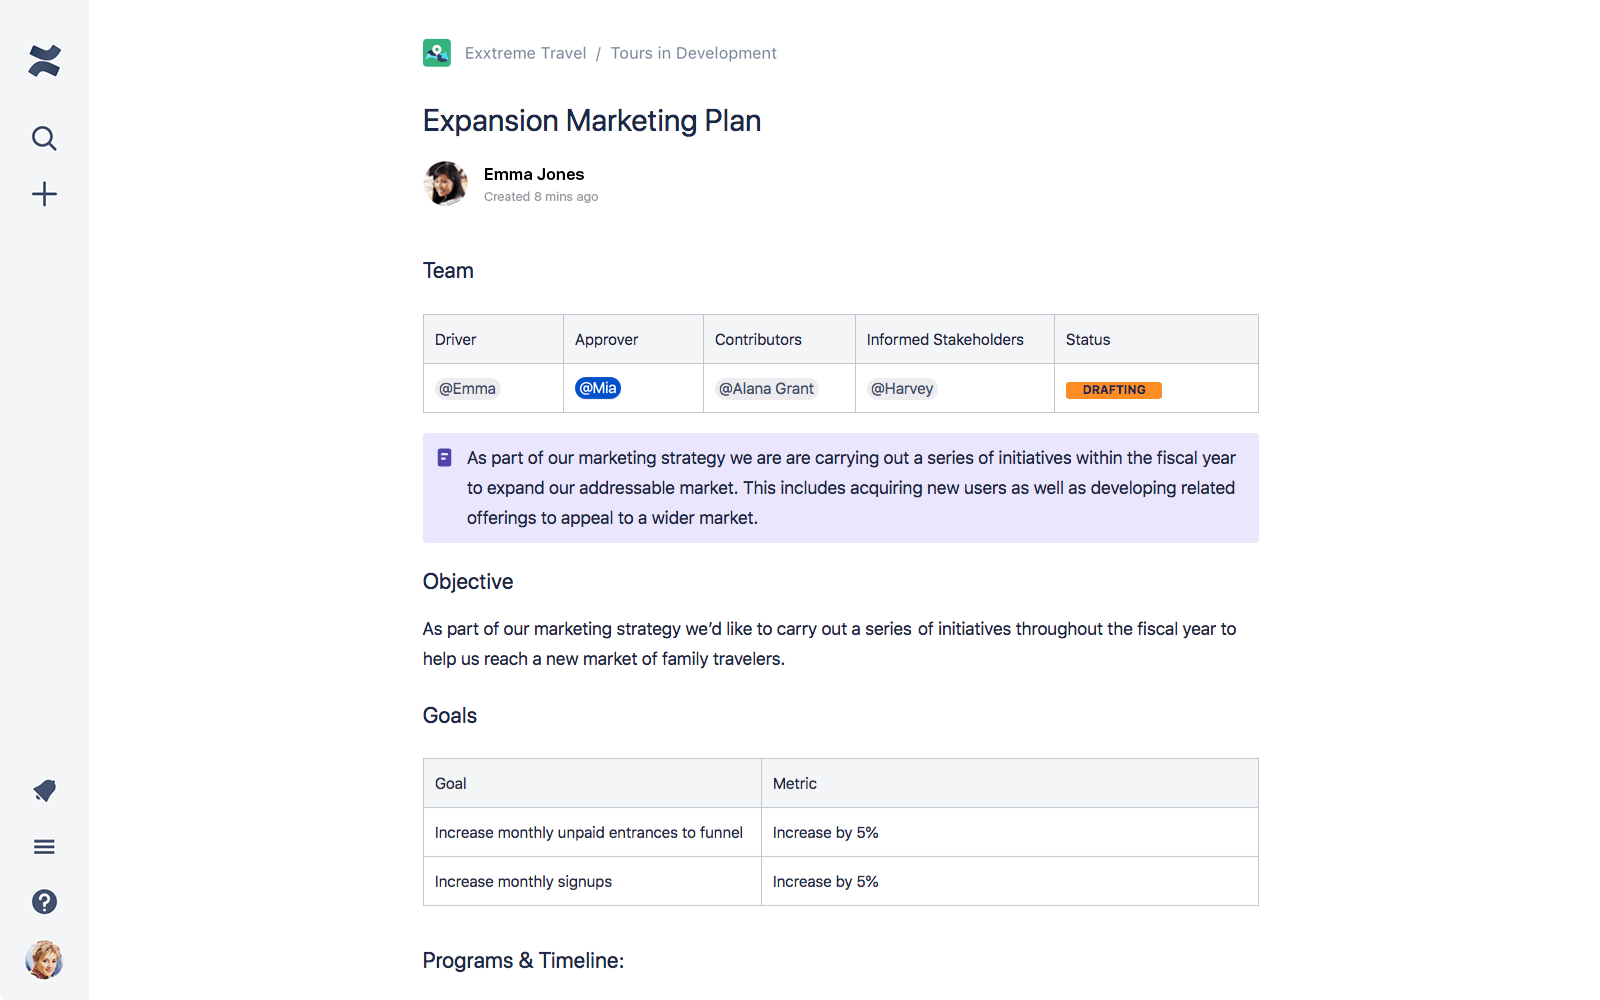 Exxtreme Travel / Tours in Development
Expansion Marketing Plan
Emma Jones
Created 8 mins ago
Team
Driver Approver Contributors Informed Stakeholders Status
@Emma @Mia @Alana Grant @Harvey DRAFTING
As part of our marketing strategy we are are carrying out a series of initiatives within the fiscal year
to expand our addressable market. This includes acquiring new users as well as developing related
offerings to appeal to a wider market.
Objective
As part of our marketing strategy we’d like to carry out a series of initiatives throughout the fiscal year to
help us reach a new market of family travelers.
Goals
Goal Metric
Increase monthly unpaid entrances to funnel Increase by 5%
Increase monthly signups Increase by 5%
Programs & Timeline: